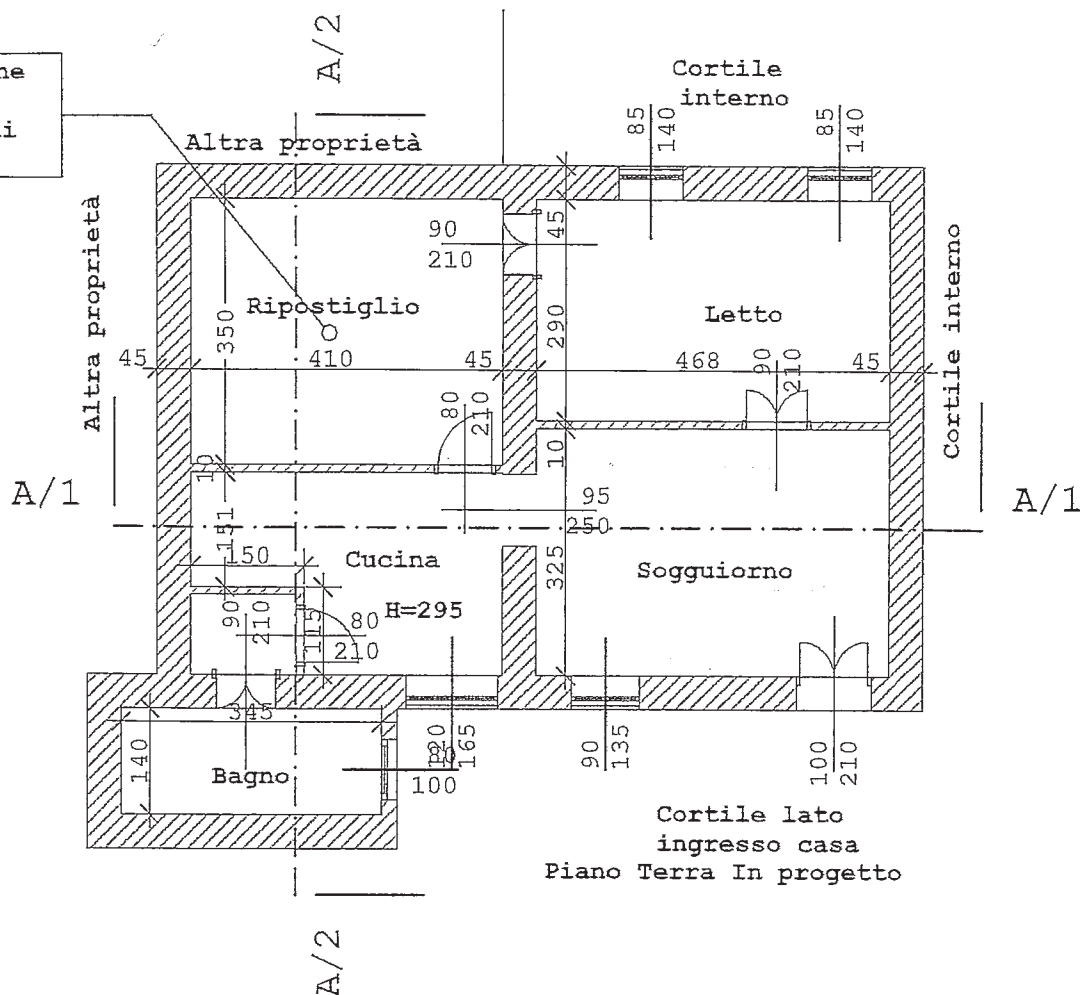 A/2
ne
i
Cortile
interno
85
140
85
140
Altra proprietà
Altra proprietà
90
210
45
Cortile interno
Ripostiglio
Letto
350
290
45
410
45
468
90
210
45
80
210
10
10
A/1
95
250
A/1
151
150
Cucina
325
Sogguiorno
H=295
90
210
115
80
210
345
140
Bagno
120
165
80
100
90
135
100
210
Cortile lato
ingresso casa
Piano Terra In progetto
A/2